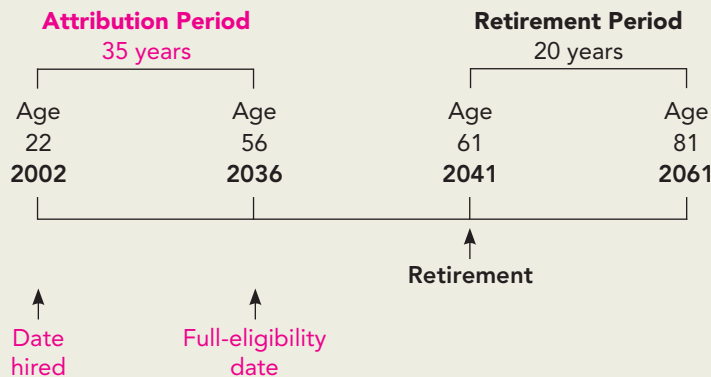 Attribution Period
35 years
Retirement Period
20 years
Age
22
2002
Age
56
2036
Age
61
2041
Age
81
2061
Retirement
Date
hired
Full-eligibility
date